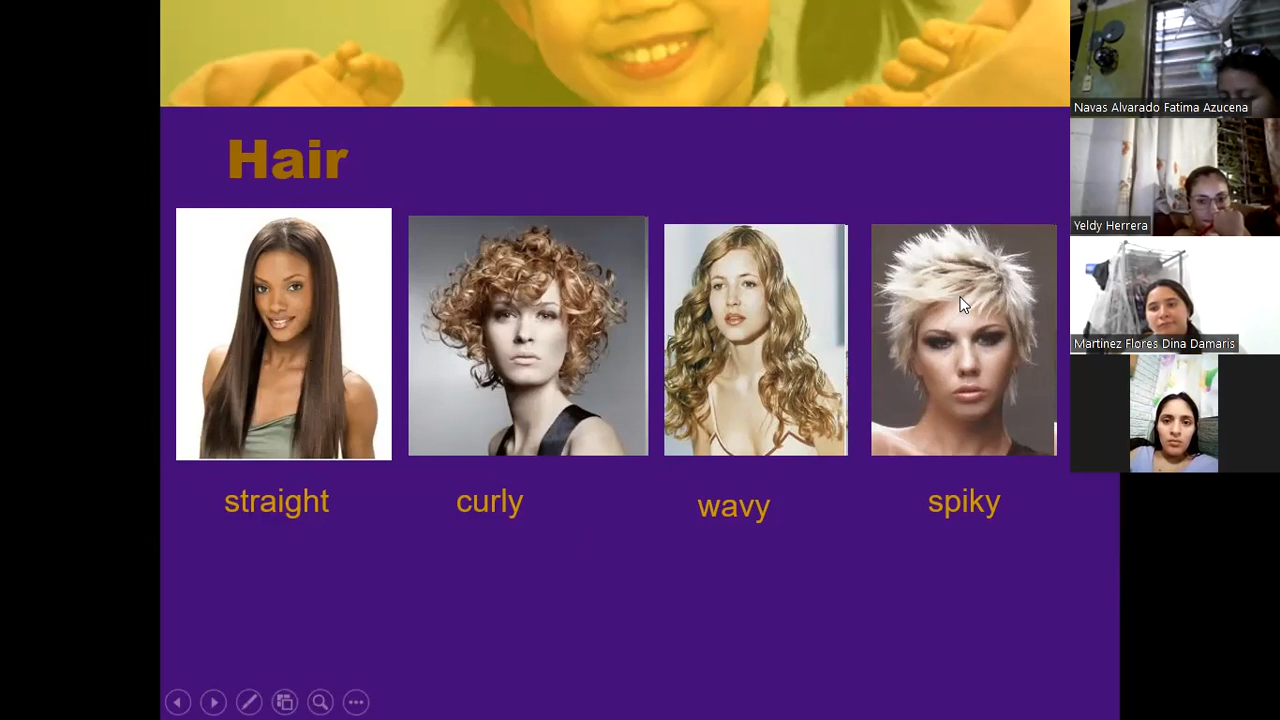 Hair
straight
curly
wavy
spiky
Navas Alvarado Fatima Azucena
Yeldy Herrera
Martinez Flores Dina Damaris